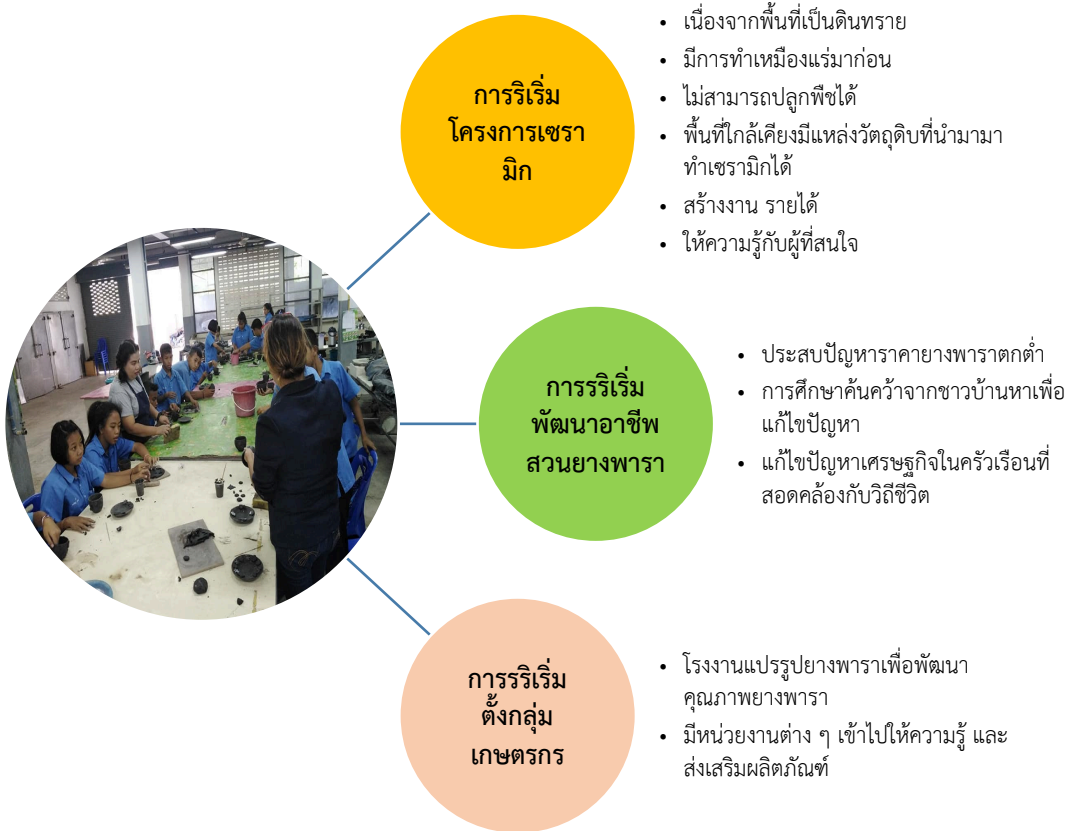 การริเริ่ม
โครงการเซรา
มิก
• เนื่องจากพื้นที่เป็นดินทราย
• มีการทำเหมืองแร่มาก่อน
• ไม่สามารถปลูกพืชได้
• พื้นที่ใกล้เคียงมีแหล่งวัตถุดิบที่นำมามา
ทำเซรามิกได้
• สร้างงาน รายได้
• ให้ความรู้กับผู้ที่สนใจ
การรริเริ่ม
พัฒนาอาชีพ
สวนยางพารา
• ประสบปัญหาราคายางพาราตกต่ำ
• การศึกษาค้นคว้าจากชาวบ้านหาเพื่อ
แก้ไขปัญหา
• แก้ไขปัญหาเศรษฐกิจในครัวเรือนที่
สอดคล้องกับวิถีชีวิต
การรริเริ่ม
ตั้งกลุ่ม
เกษตรกร
• โรงงานแปรรูปยางพาราเพื่อพัฒนา
คุณภาพยางพารา
• มีหน่วยงานต่าง ๆ เข้าไปให้ความรู้ และ
ส่งเสริมผลิตภัณฑ์